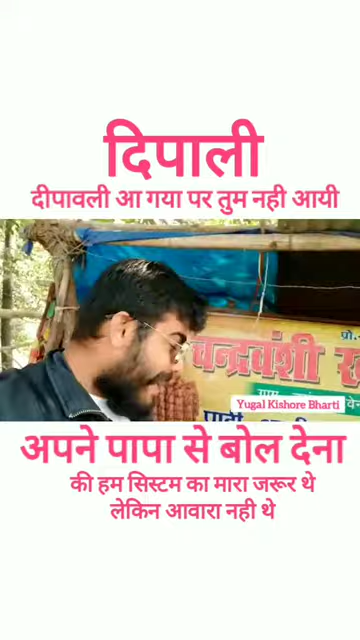 दिपाली
दीपावली आ गया पर तुम नही आयी
प्रो.
चन्द्रवंशी
Yugal Kishore Bharti
अपने पापा से बोल देना
की हम सिस्टम का मारा जरूर थे
लेकिन आवारा नही थे